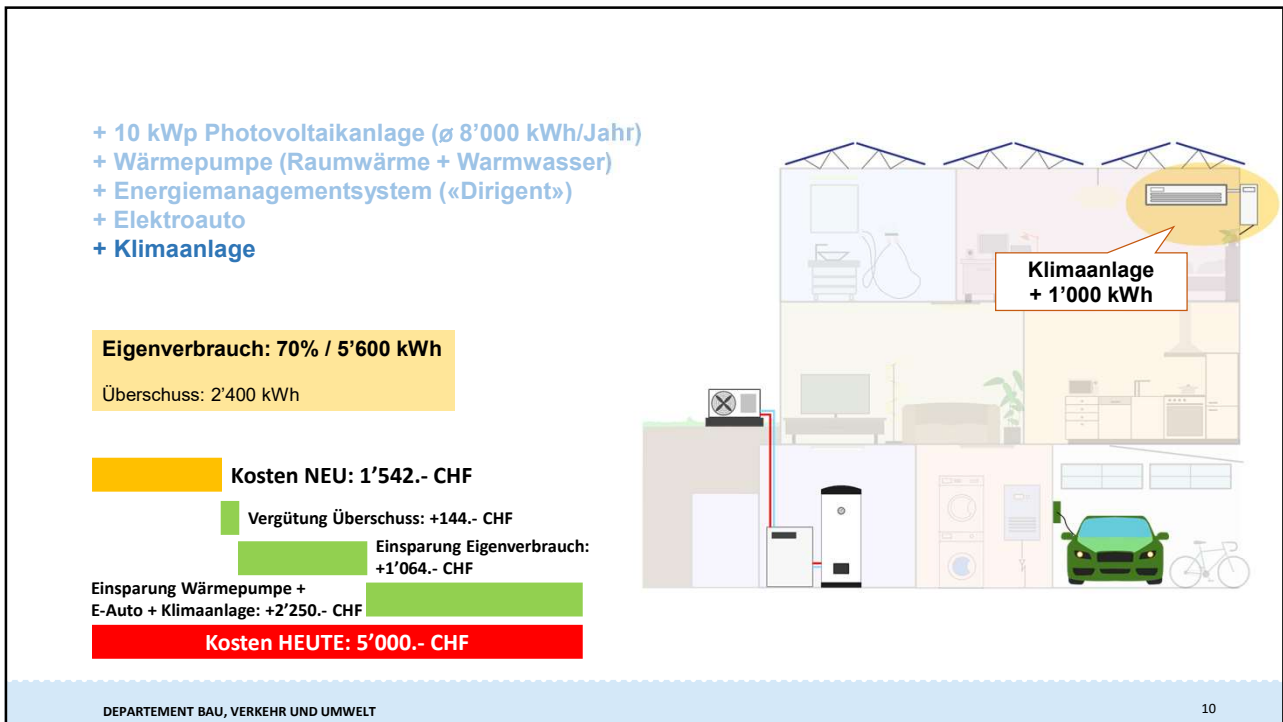 + 10 kWp Photovoltaikanlage (ø 8’000 kWh/Jahr)
+ Wärmepumpe (Raumwärme + Warmwasser)
+ Energiemanagementsystem («Dirigent»)
+ Elektroauto
+ Klimaanlage
Klimaanlage
+ 1’000 kWh
Eigenverbrauch: 70% / 5’600 kWh
Überschuss: 2’400 kWh
Kosten NEU: 1’542.- CHF
Vergütung Überschuss: +144.- CHF
Einsparung Eigenverbrauch:
+1’064.- CHF
Einsparung Wärmepumpe +
E-Auto + Klimaanlage: +2’250.- CHF
Kosten HEUTE: 5’000.- CHF
DEPARTEMENT BAU, VERKEHR UND UMWELT
10